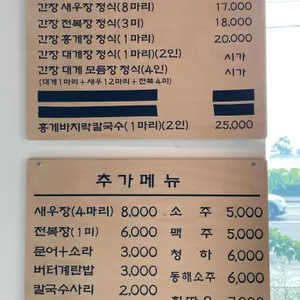 간장 새우장 정식(8마리) 17,000
간장 전복장 정식(3미) 18,000
간장 홍게장 정식(1마리) 20,000
간장 대게장 정식(1마리)(2인) 시가
간장 대게 모듬장 정식(4인) 시가
(대게1마리+새우12마리+전복4미)
홍게바지락칼국수(1마리)(2인) 25,000
추가메뉴
새우장(4마리) 8,000 소주 5,000
전복장(1미) 6,000 맥주 5,000
문어+소라 3,000 청하 6,000
버터계란밥 3,000 동해소주 6,000
칼국수사리 2,000